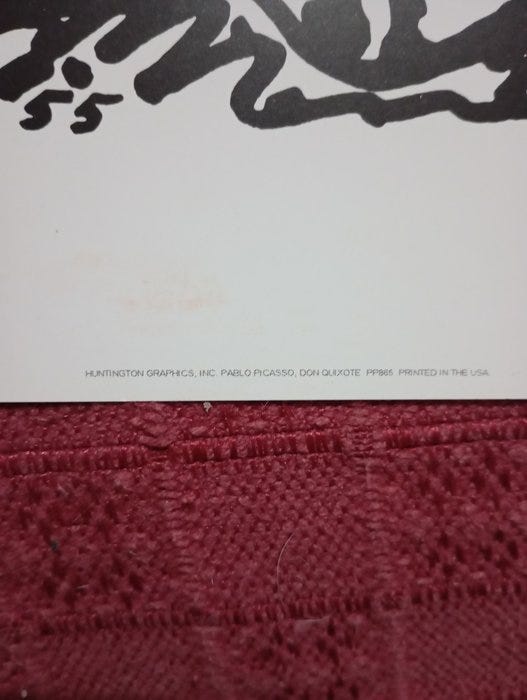 55
HUNTINGTON GRAPHICS, INC. PABLO PICASSO, DON QUIXOTE PP865 PRINTED IN THE USA